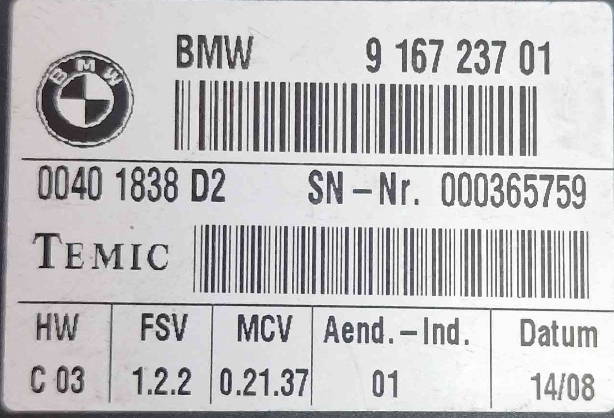 BMW
BMW 9 167 237 01
0040 1838 D2 SN-Nr. 000365759
TEMIC
HW FSV MCV Aend.-Ind. Datum
C 03 1.2.2 0.21.37 01 14/08